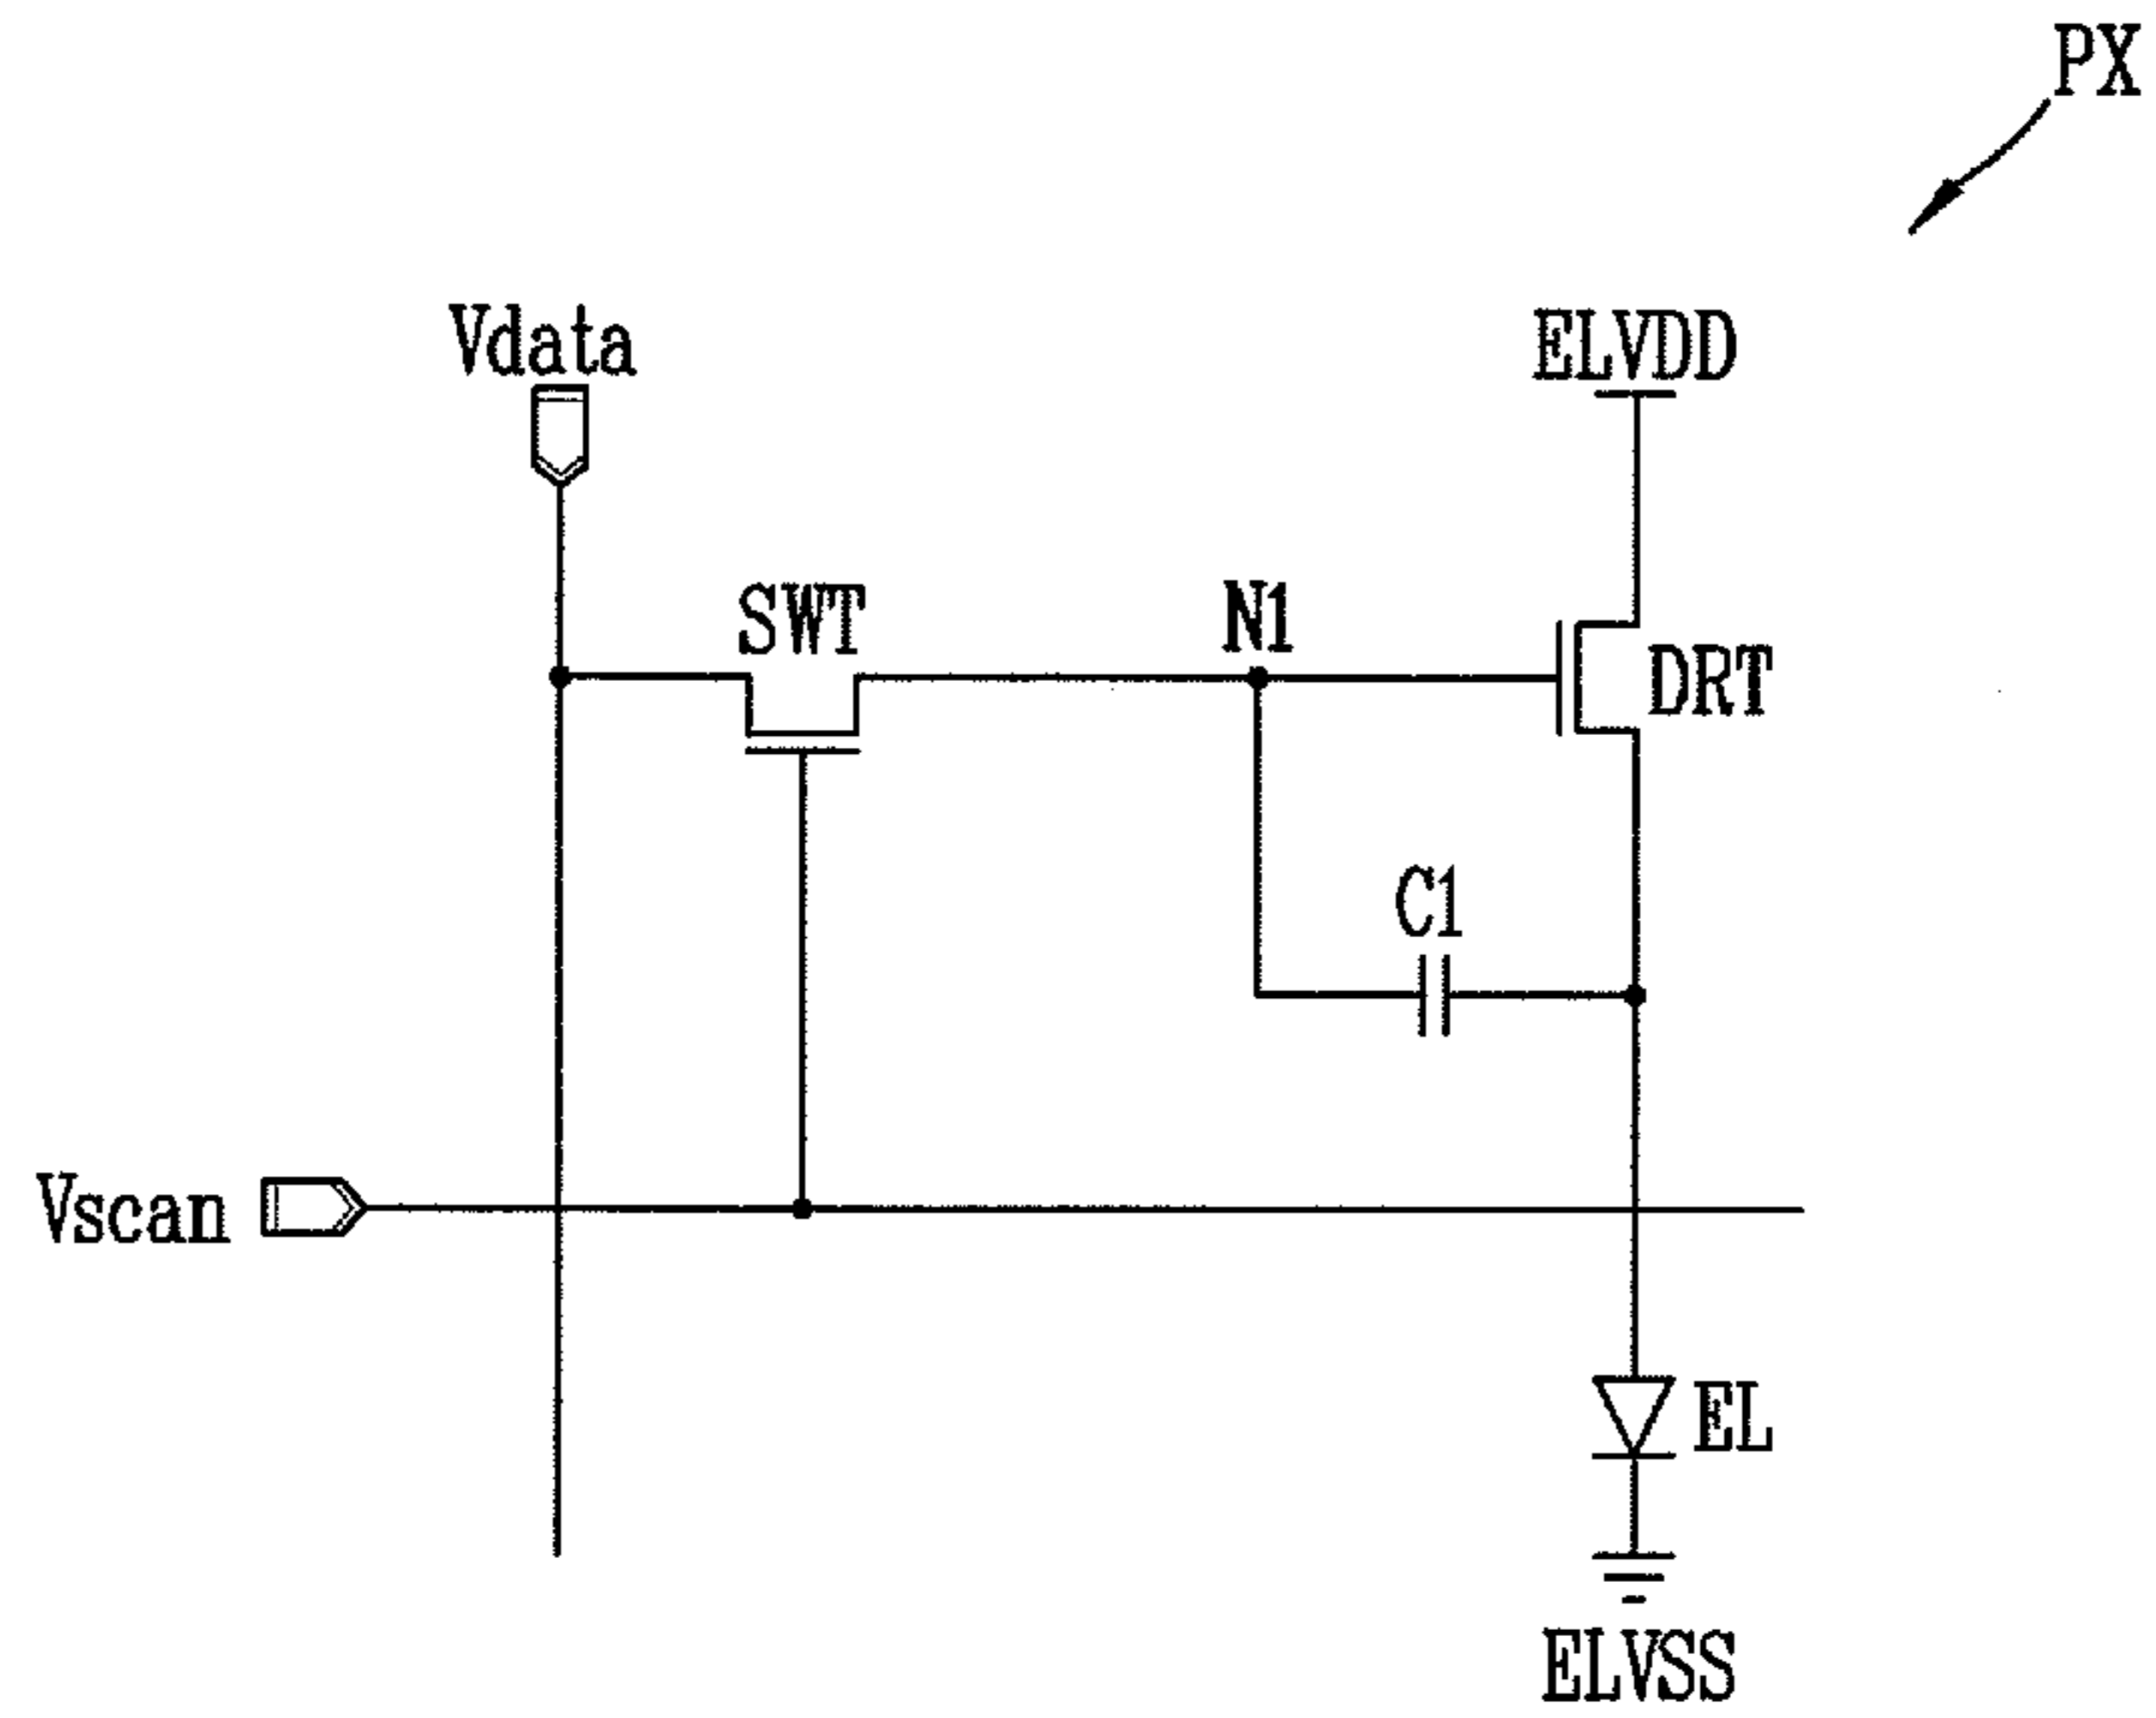 PX
Vdata
ELVDD
SWT
N1
DRT
C1
Vscan
EL
ELVSS